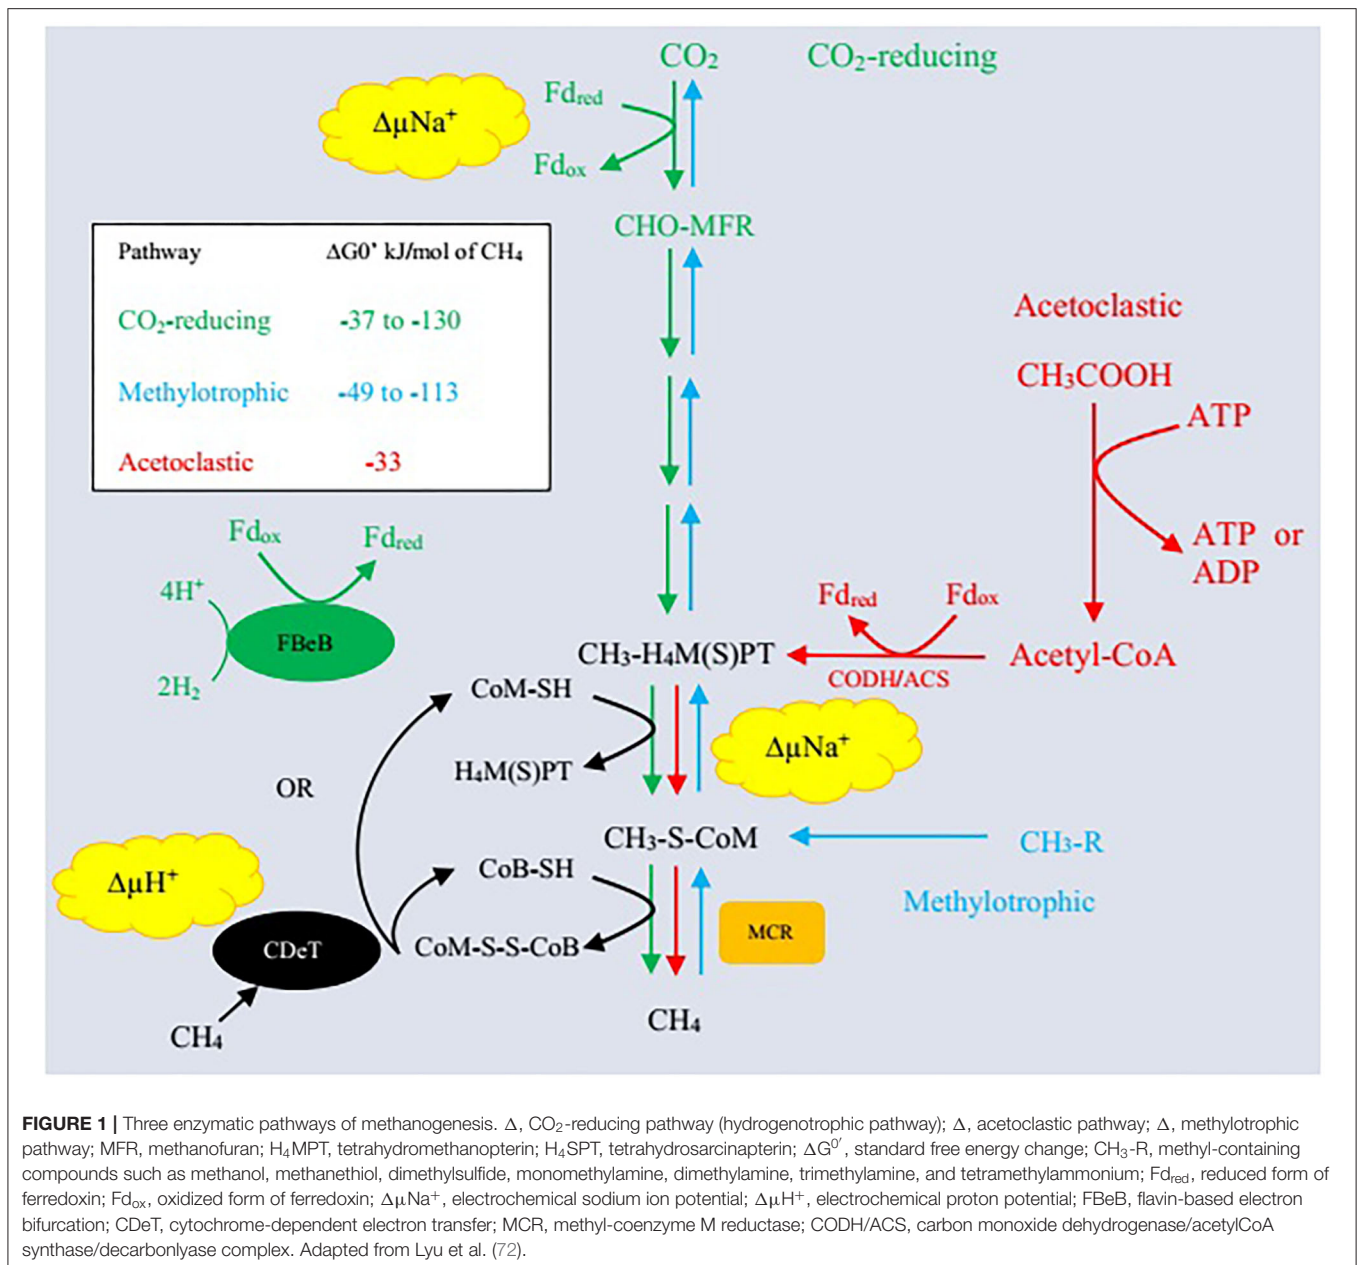 CO₂ CO₂-reducing
Fdred
ΔμNa⁺
Fdox
CHO-MFR
Pathway ΔG0' kJ/mol of CH₄
CO₂-reducing -37 to -130
Methylotrophic -49 to -113
Acetoclastic -33
Acetoclastic
CH₃COOH
ATP
ATP or
ADP
Fdox Fdred
4H⁺
FBeB
2H₂
Fdred Fdox
CH₃-H₄M(S)PT
Acetyl-CoA
CODH/ACS
CoM-SH
ΔμNa⁺
H₄M(S)PT
OR
CH₃-S-CoM
CH₃-R
Methylotrophic
CoB-SH
ΔμH⁺
MCR
CDeT
CoM-S-S-CoB
CH₄
CH₄
FIGURE 1 | Three enzymatic pathways of methanogenesis. Δ, CO₂-reducing pathway (hydrogenotrophic pathway); Δ, acetoclastic pathway; Δ, methylotrophic
pathway; MFR, methanofuran; H₄MPT, tetrahydromethanopterin; H₄SPT, tetrahydrosarcinapterin; ΔG⁰′, standard free energy change; CH₃-R, methyl-containing
compounds such as methanol, methanethiol, dimethylsulfide, monomethylamine, dimethylamine, trimethylamine, and tetramethylammonium; Fdred, reduced form of
ferredoxin; Fdox, oxidized form of ferredoxin; ΔμNa⁺, electrochemical sodium ion potential; ΔμH⁺, electrochemical proton potential; FBeB, flavin-based electron
bifurcation; CDeT, cytochrome-dependent electron transfer; MCR, methyl-coenzyme M reductase; CODH/ACS, carbon monoxide dehydrogenase/acetylCoA
synthase/decarbonlyase complex. Adapted from Lyu et al. (72).